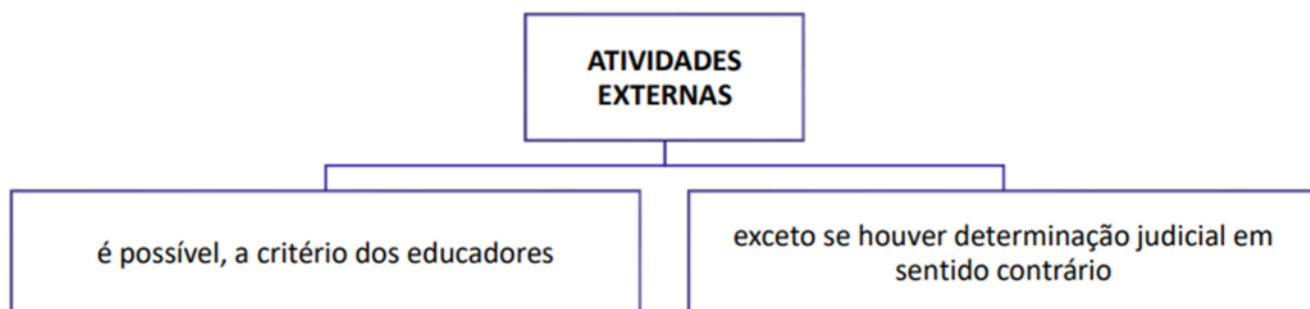 ATIVIDADES
EXTERNAS
é possível, a critério dos educadores
exceto se houver determinação judicial em
sentido contrário